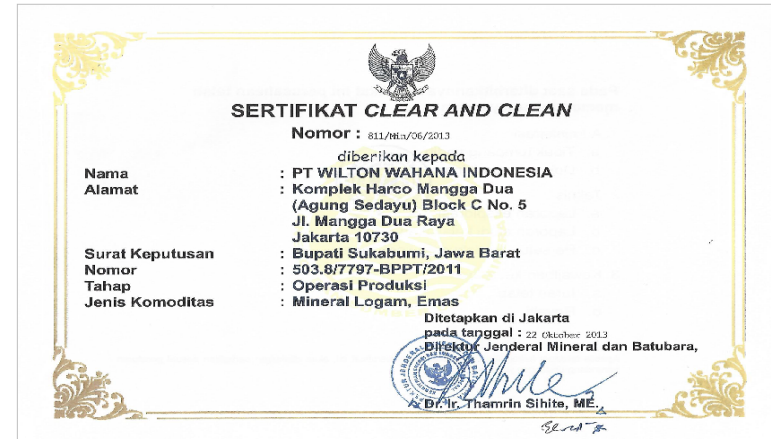 SERTIFIKAT CLEAR AND CLEAN
Nomor : 811/Min/06/2013
diberikan kepada
Nama : PT WILTON WAHANA INDONESIA
Alamat : Komplek Harco Mangga Dua
(Agung Sedayu) Block C No. 5
Jl. Mangga Dua Raya
Jakarta 10730
Surat Keputusan : Bupati Sukabumi, Jawa Barat
Nomor : 503.8/7797-BPPT/2011
Tahap : Operasi Produksi
Jenis Komoditas : Mineral Logam, Emas
Ditetapkan di Jakarta
pada tanggal : 22 Oktober 2013
Direktur Jenderal Mineral dan Batubara,
Dr. Ir. Thamrin Sihite, ME